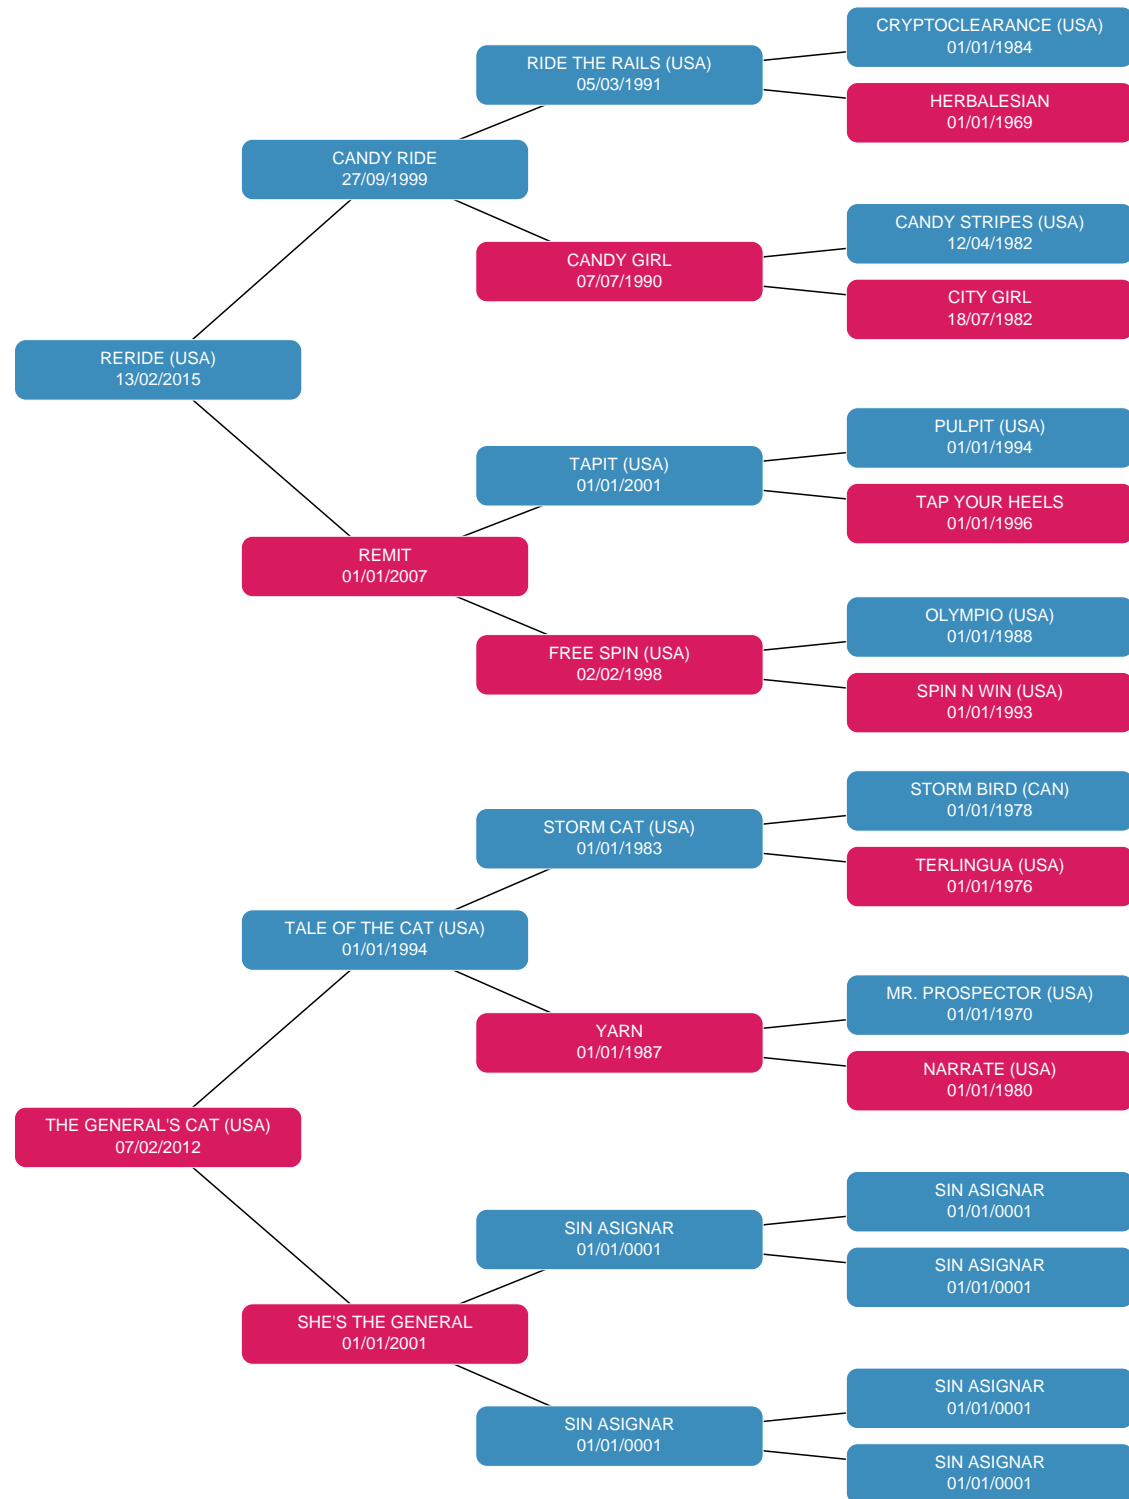 CRYPTOCLEARANCE (USA)
01/01/1984
RIDE THE RAILS (USA)
05/03/1991
HERBALESIAN
01/01/1969
CANDY RIDE
27/09/1999
CANDY STRIPES (USA)
12/04/1982
CANDY GIRL
07/07/1990
CITY GIRL
18/07/1982
RERIDE (USA)
13/02/2015
PULPIT (USA)
01/01/1994
TAPIT (USA)
01/01/2001
TAP YOUR HEELS
01/01/1996
REMIT
01/01/2007
OLYMPIO (USA)
01/01/1988
FREE SPIN (USA)
02/02/1998
SPIN N WIN (USA)
01/01/1993
STORM BIRD (CAN)
01/01/1978
STORM CAT (USA)
01/01/1983
TERLINGUA (USA)
01/01/1976
TALE OF THE CAT (USA)
01/01/1994
MR. PROSPECTOR (USA)
01/01/1970
YARN
01/01/1987
NARRATE (USA)
01/01/1980
THE GENERAL'S CAT (USA)
07/02/2012
SIN ASIGNAR
01/01/0001
SIN ASIGNAR
01/01/0001
SIN ASIGNAR
01/01/0001
SHE'S THE GENERAL
01/01/2001
SIN ASIGNAR
01/01/0001
SIN ASIGNAR
01/01/0001
SIN ASIGNAR
01/01/0001